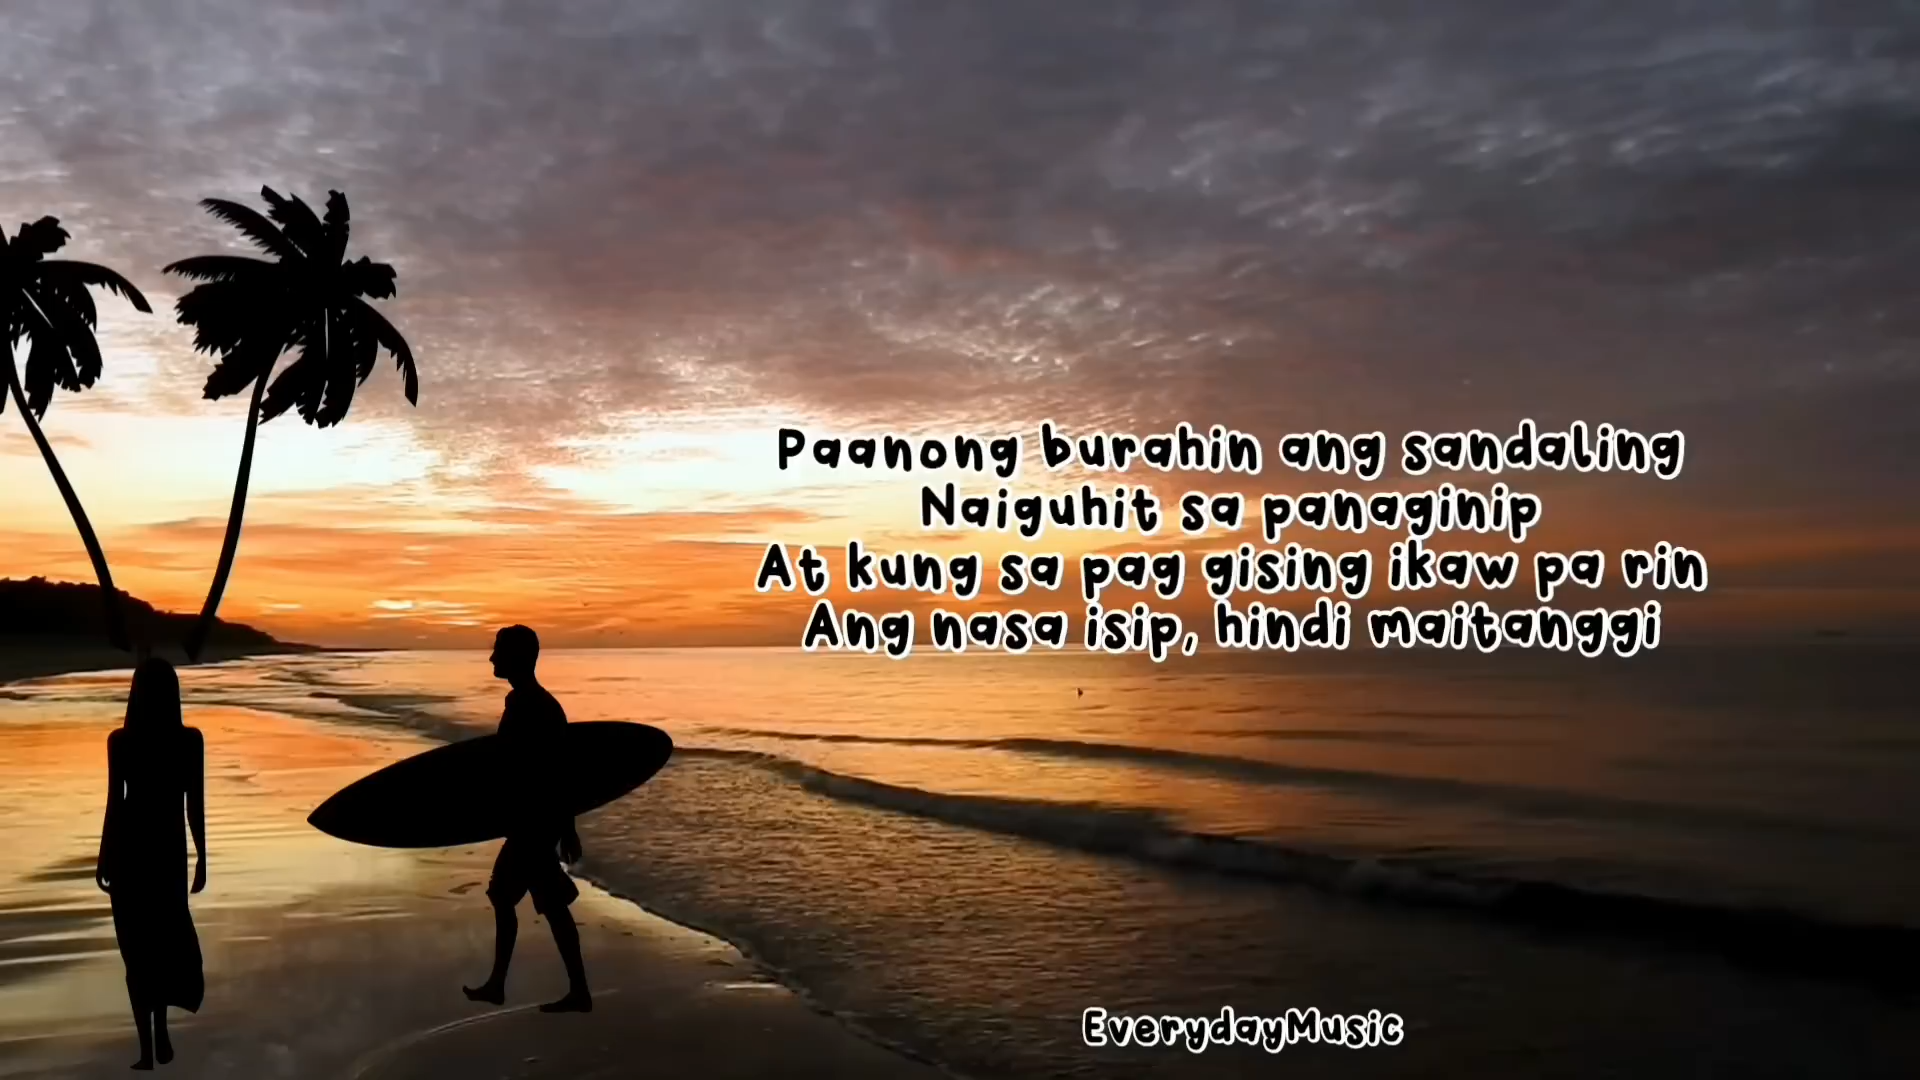 Paanong burahin ang sandaling
Naiguhit sa panaginip
At kung sa pag gising ikaw pa rin
Ang nasa isip, hindi maitanggi
EverydayMusic